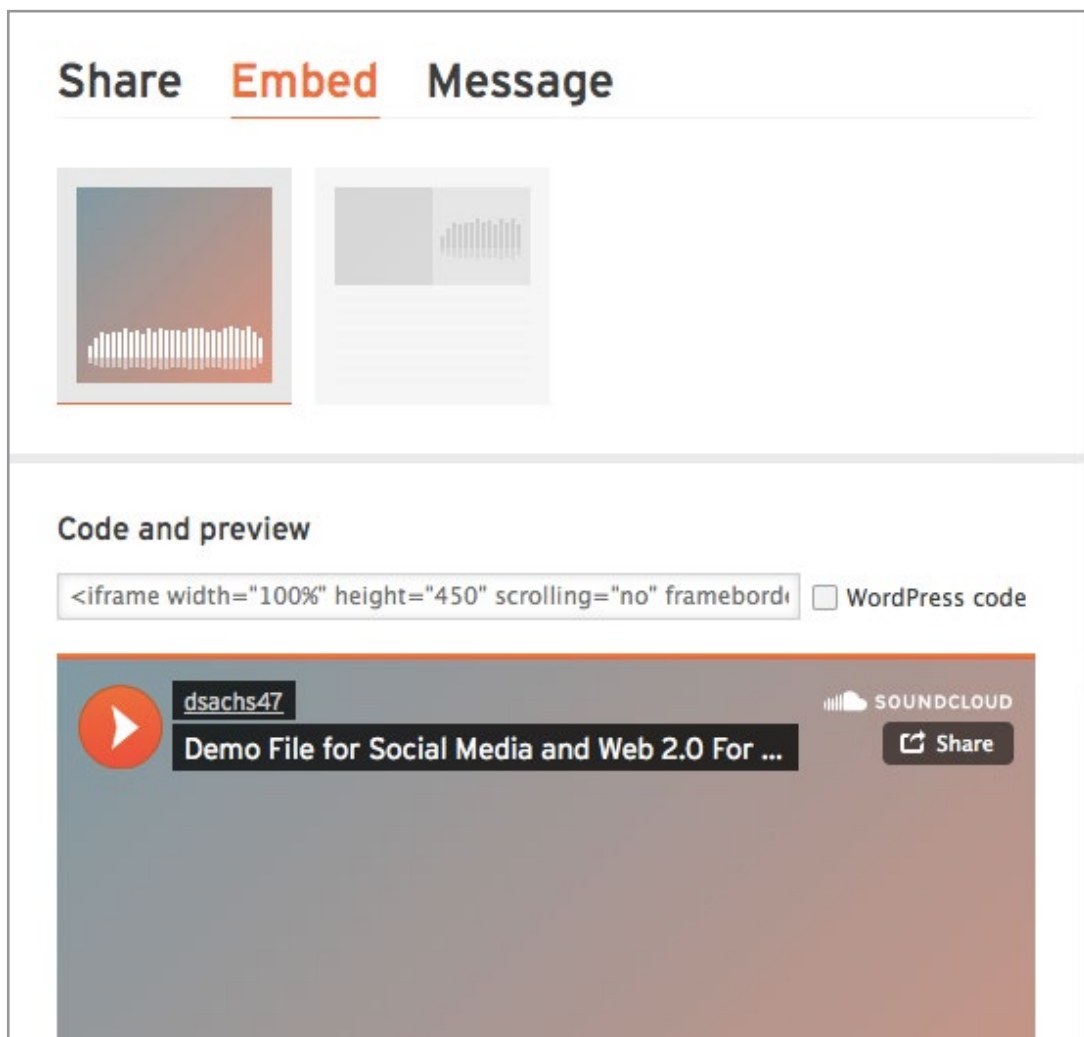 Share Embed Message
Code and preview
<iframe width="100%" height="450" scrolling="no" frameborde
WordPress code
dsachs47
SOUNDCLOUD
Demo File for Social Media and Web 2.0 For ...
Share